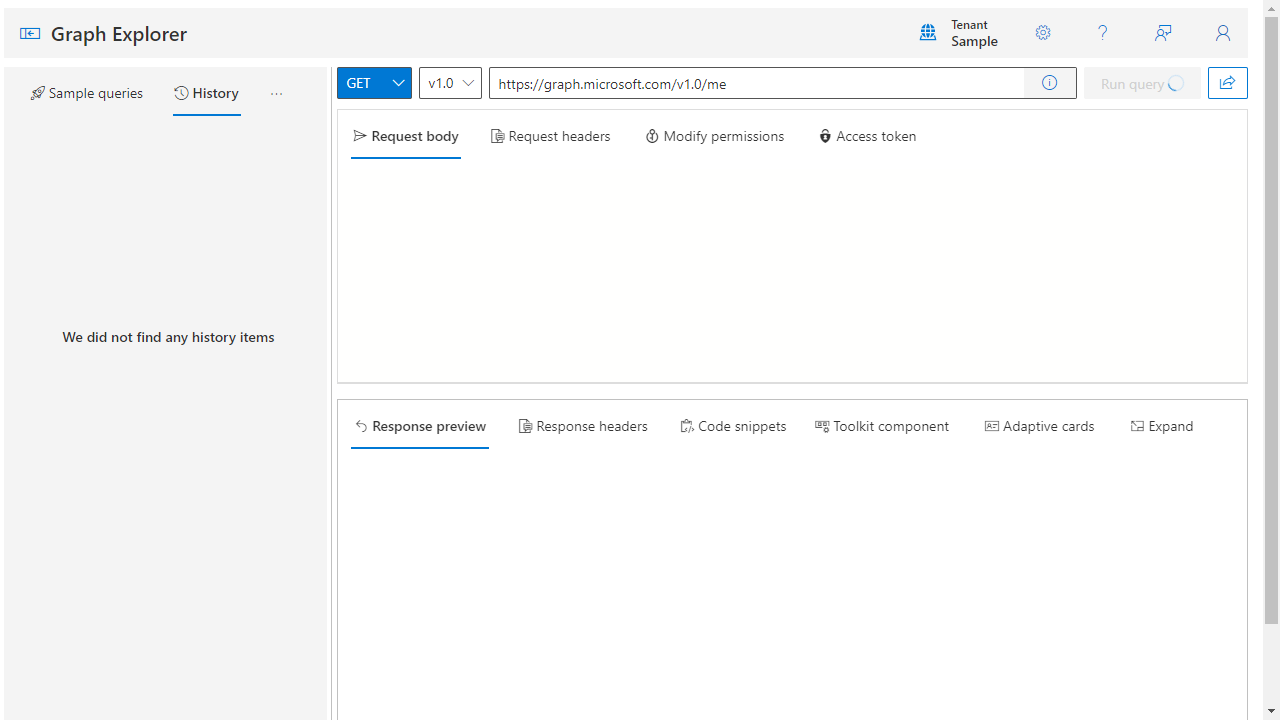 Graph Explorer
Tenant
Sample
Sample queries
History
We did not find any history items
GET
v1.0
https://graph.microsoft.com/v1.0/me
Run query
Request body
Request headers
Modify permissions
Access token
Response preview
Response headers
Code snippets
Toolkit component
Adaptive cards
Expand